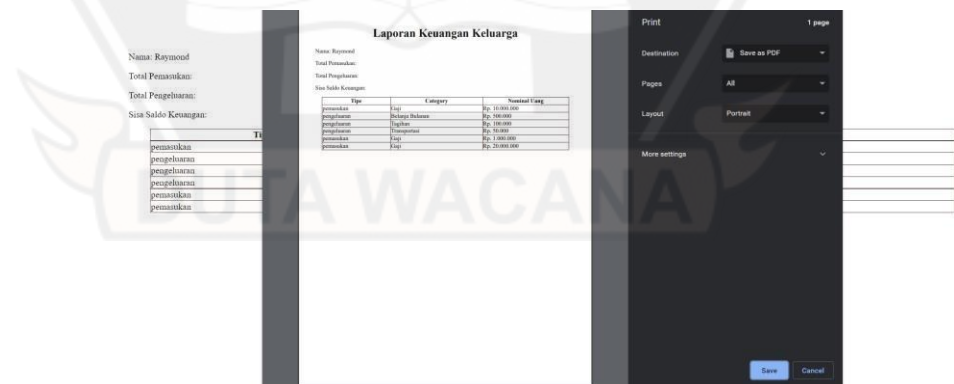 Nama: Raymond
Total Pemasukan:
Total Pengeluaran:
Sisa Saldo Keuangan:
pemasukan
pengeluaran
pengeluaran
pengeluaran
pemasukan
pemasukan
Laporan Keuangan Keluarga
Nama: Raymond
Total Pemasukan:
Total Pengeluaran:
Sisa Saldo Keuangan:
Tipe Category Nominal Uang
pemasukan Gaji Rp. 10.000.000
pengeluaran Belanja Bulanan Rp. 500.000
pengeluaran Tagihan Rp. 100.000
pengeluaran Transportasi Rp. 50.000
pemasukan Gaji Rp. 1.000.000
pemasukan Gaji Rp. 20.000.000
Print 1 page
Destination Save as PDF
Pages All
Layout Portrait
More settings
Save Cancel
DUTA WACANA